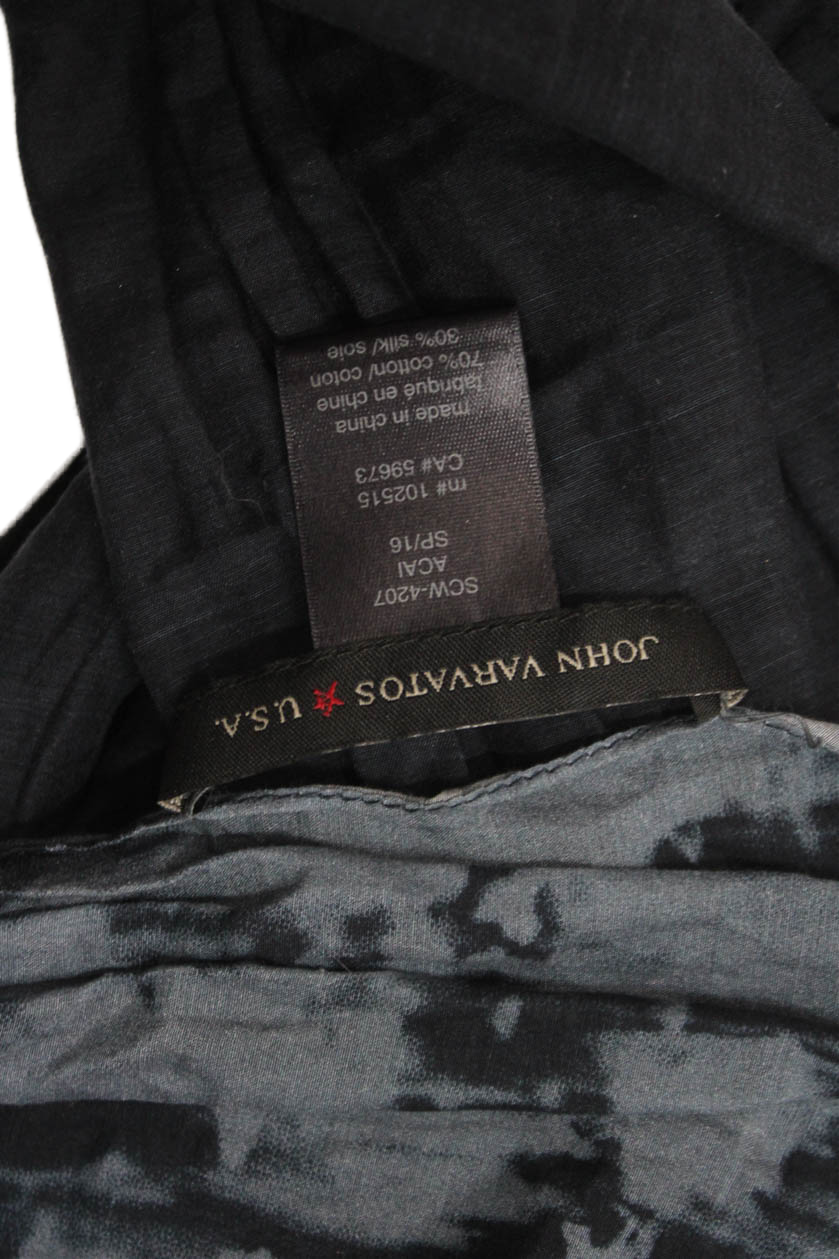 JOHN VARVATOS ★ U.S.A.
SCW-4207
ACAI
SP/16
rn# 102515
CA# 59673
made in china
fabriqué en chine
70% cotton/ coton
30% silk/ soie